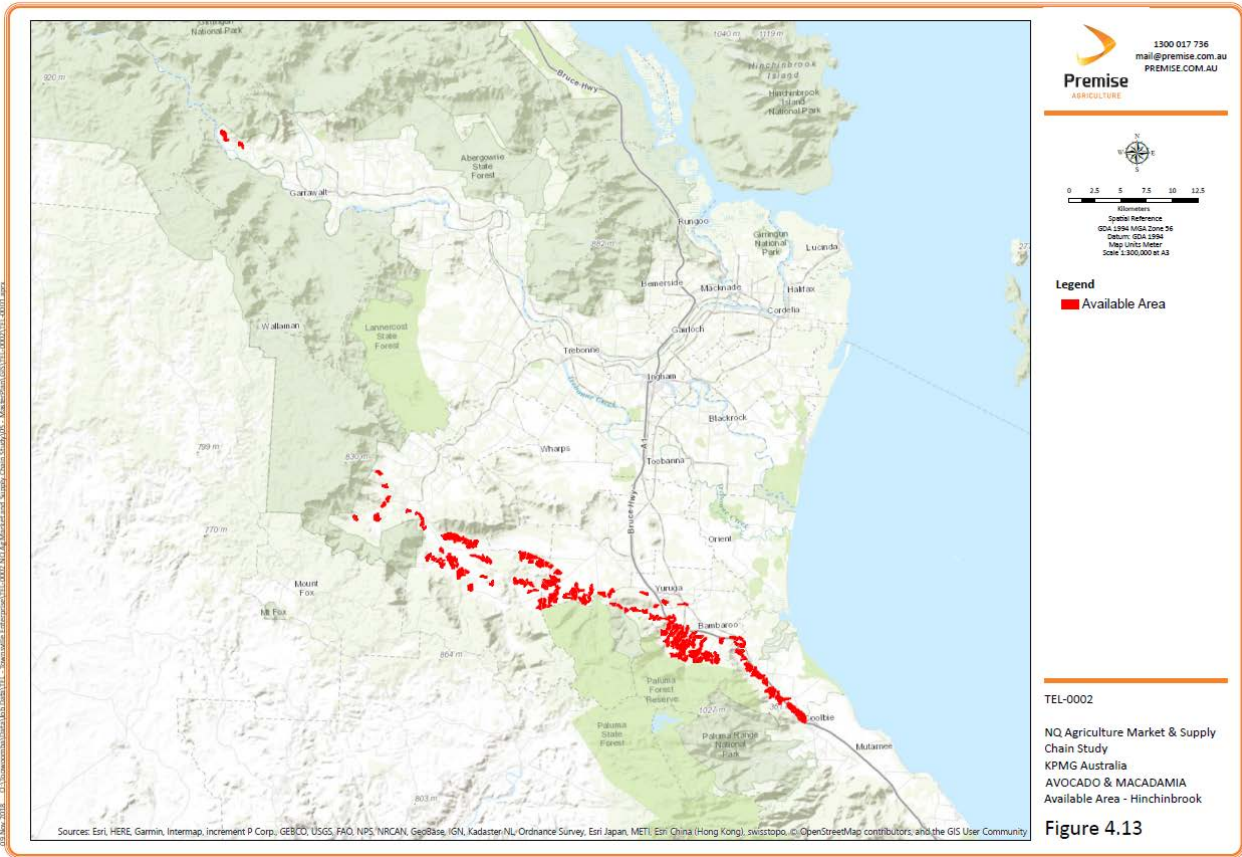 Girringun
National Park
920 m
Bruce Hwy
1040 m
1119 m
Hinchinbrook
Island
Hinchinbrook
Island
National Park
Abergowrie
State
Forest
Garrawalt
Rungoo
882 m
Girringun
National
Park
Lucinda
Bemerside
Macknade
Halifax
Cordelia
Wallaman
Lannercost
State
Forest
Gairloch
Trebonne
Ingham
Blackrock
799 m
830 m
Wharps
A1
Toobanna
770 m
Bruce Hwy
Orient
Mount
Fox
Mt Fox
Yuruga
Bambaroo
864 m
Paluma
Forest
Reserve
1027 m
Coolbie
Paluma
State
Forest
Paluma Range
National
Park
Mutarnee
803 m
Sources: Esri, HERE, Garmin, Intermap, increment P Corp., GEBCO, USGS, FAO, NPS, NRCAN, GeoBase, IGN, Kadaster NL, Ordnance Survey, Esri Japan, METI, Esri China (Hong Kong), swisstopo, © OpenStreetMap contributors, and the GIS User Community
Premise
AGRICULTURE
1300 017 736
mail@premise.com.au
PREMISE.COM.AU
N
W E
S
0 2.5 5 7.5 10 12.5
Kilometers
Spatial Reference
GDA 1994 MGA Zone 56
Datum: GDA 1994
Map Units Meter
Scale 1:300,000 at A3
Legend
Available Area
TEL-0002
NQ Agriculture Market & Supply
Chain Study
KPMG Australia
AVOCADO & MACADAMIA
Available Area - Hinchinbrook
Figure 4.13